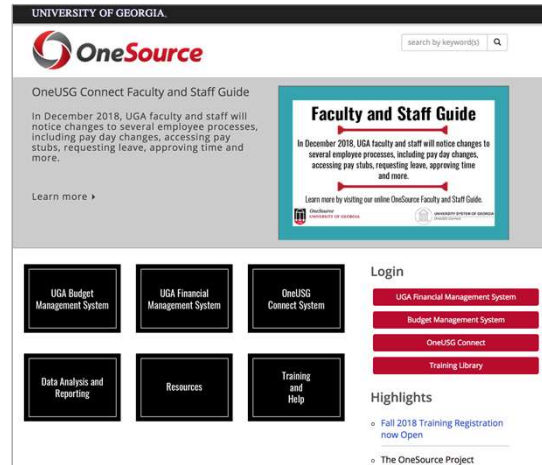 UNIVERSITY OF GEORGIA.
OneSource
search by keyword(s)
OneUSG Connect Faculty and Staff Guide
In December 2018, UGA faculty and staff will
notice changes to several employee processes,
including pay day changes, accessing pay
stubs, requesting leave, approving time and
more.
Learn more
Faculty and Staff Guide
In December 2018, UGA faculty and staff will notice changes to
several employee processes, including pay day changes,
accessing pay stubs, requesting leave, approving time
and more.
Learn more by visiting our online OneSource Faculty and Staff Guide.
OneSource
UNIVERSITY OF GEORGIA
UNIVERSITY SYSTEM OF GEORGIA
UGA Budget
Management System
UGA Financial
Management System
OneUSG
Connect System
Data Analysis and
Reporting
Resources
Training
and
Help
Login
UGA Financial Management System
Budget Management System
OneUSG Connect
Training Library
Highlights
Fall 2018 Training Registration
now Open
The OneSource Project